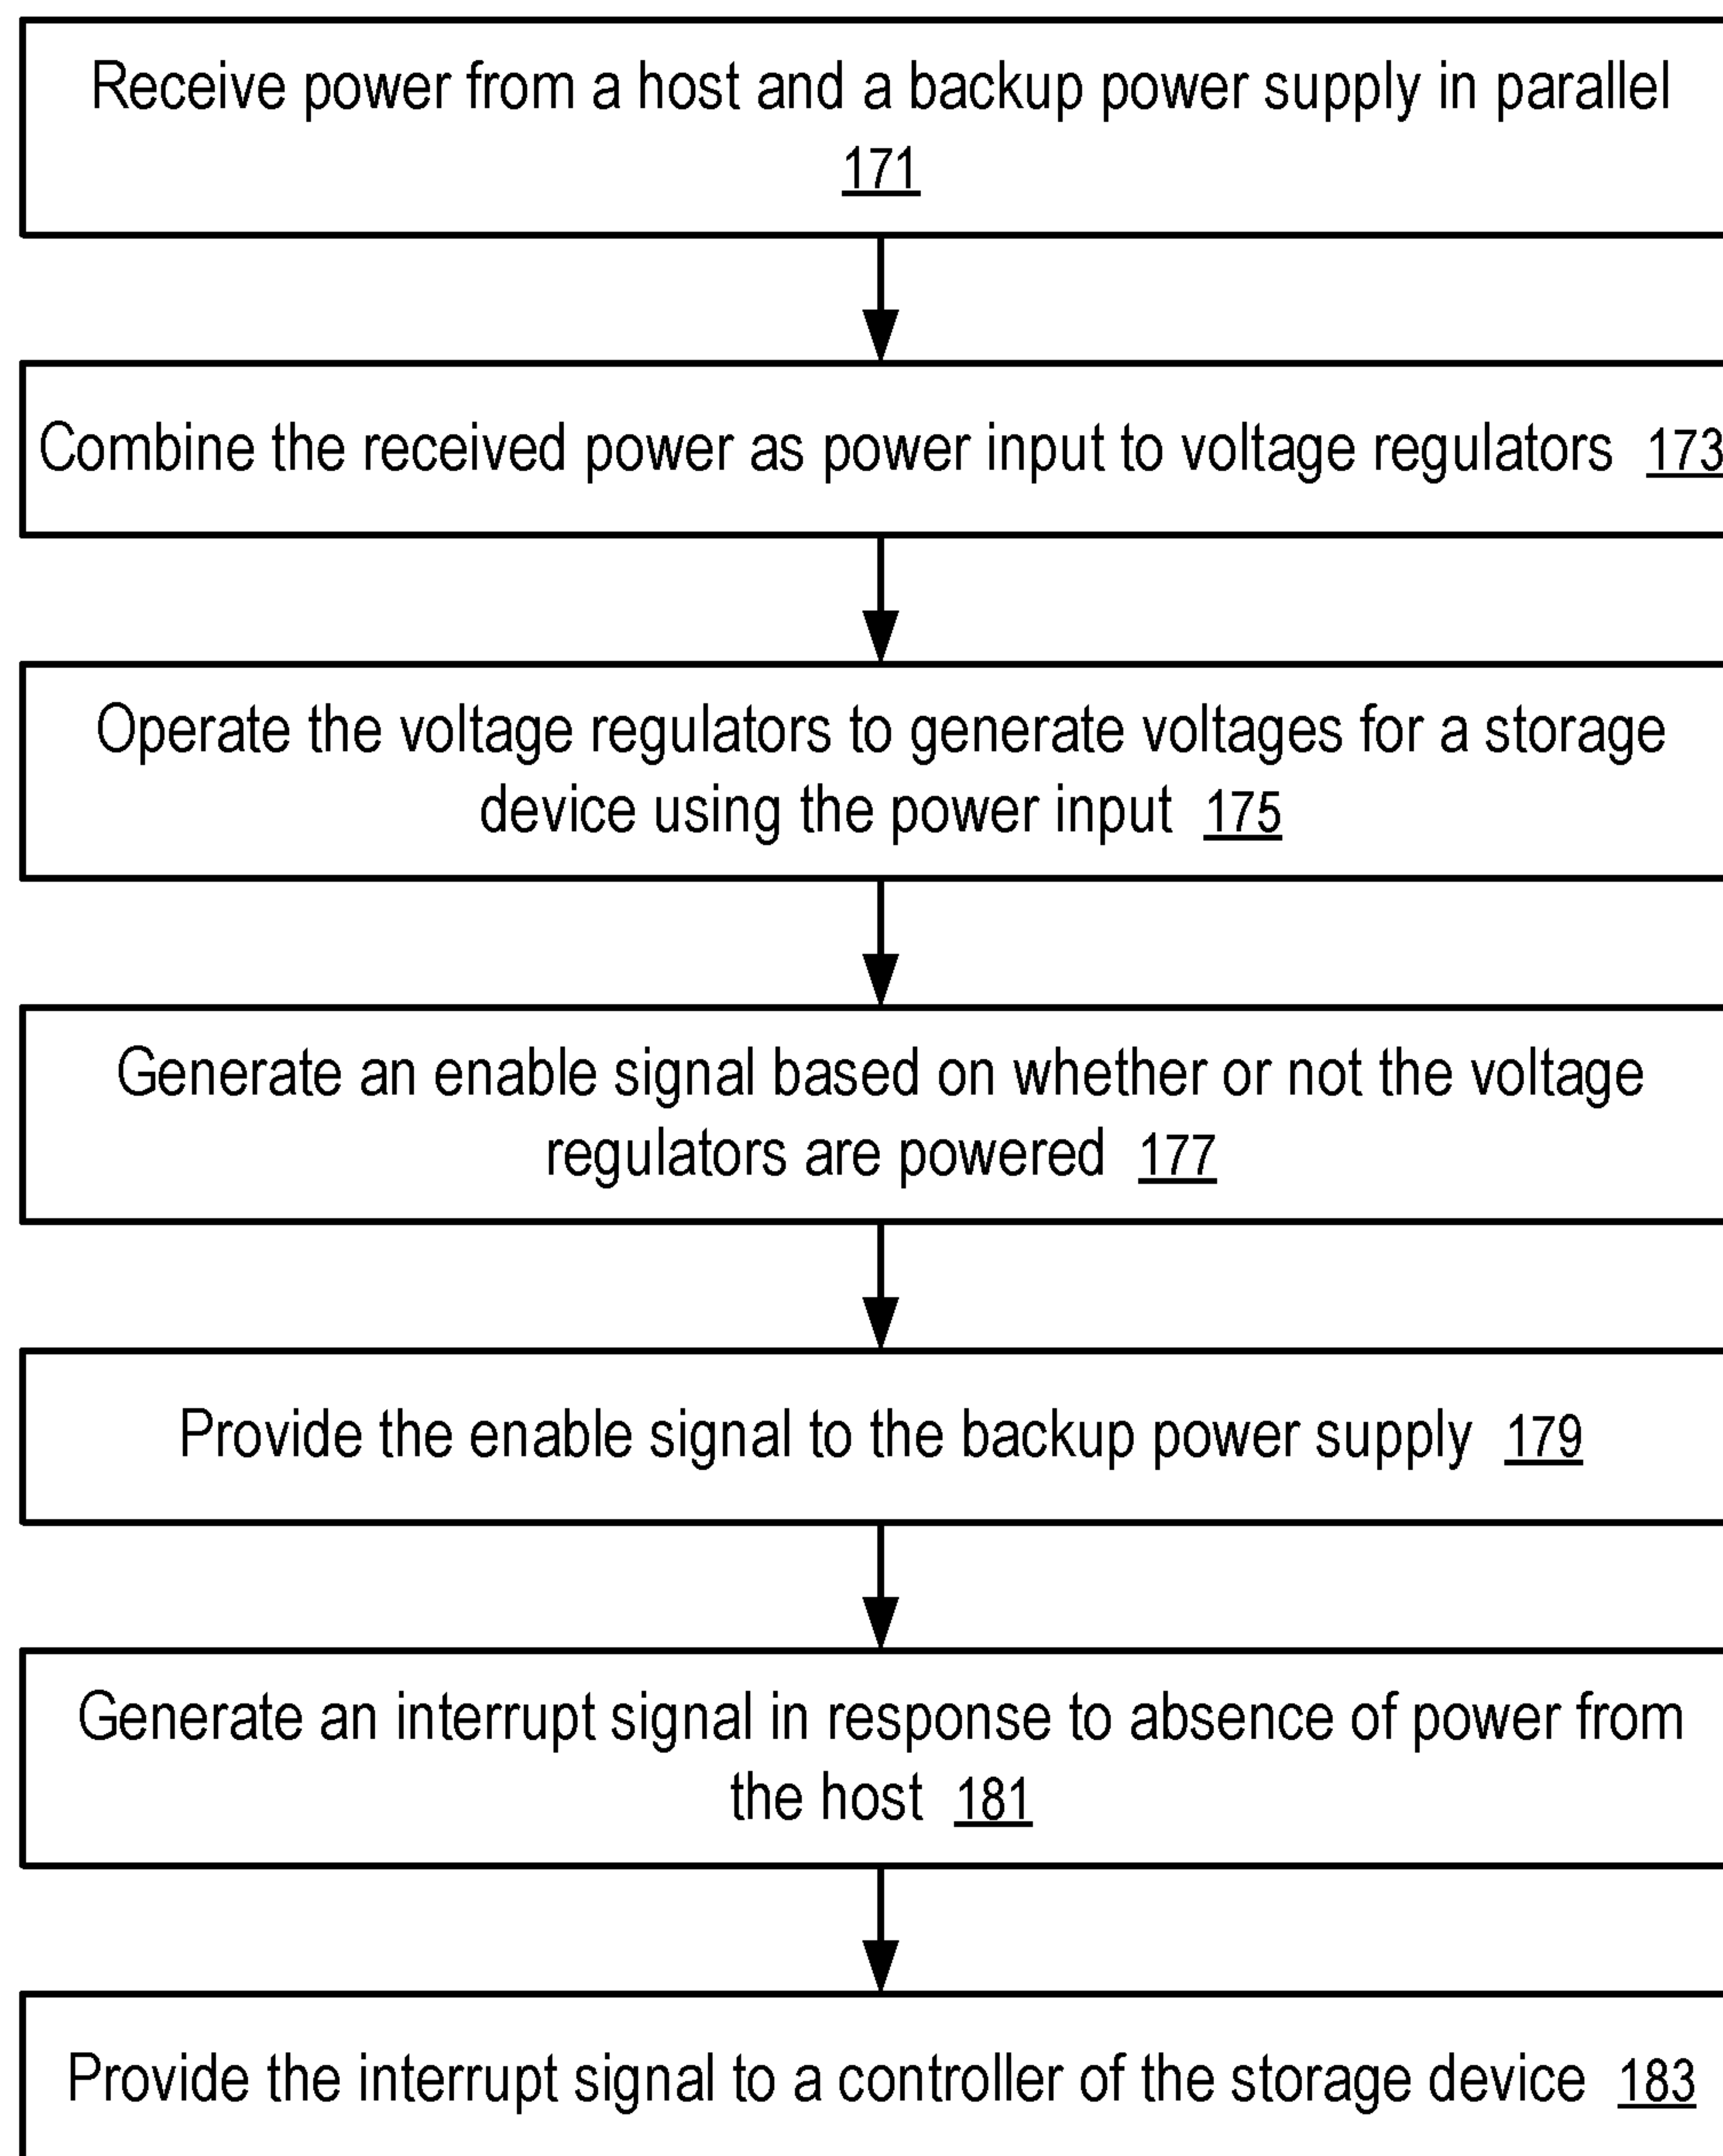 Receive power from a host and a backup power supply in parallel
171
Combine the received power as power input to voltage regulators 173
Operate the voltage regulators to generate voltages for a storage
device using the power input 175
Generate an enable signal based on whether or not the voltage
regulators are powered 177
Provide the enable signal to the backup power supply 179
Generate an interrupt signal in response to absence of power from
the host 181
Provide the interrupt signal to a controller of the storage device 183